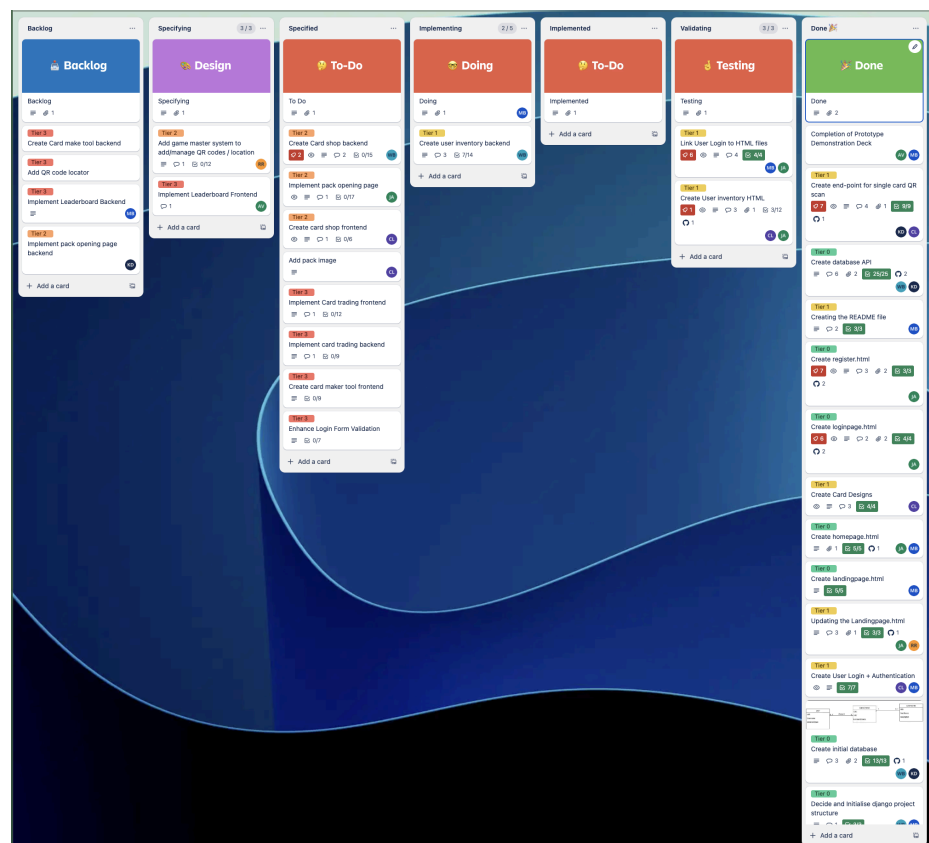 Backlog
Backlog
Backlog
1
Tier 3
Create Card make tool backend
Tier 3
Add QR code locator
Tier 3
Implement Leaderboard Backend
MB
Tier 2
Implement pack opening page
backend
KD
+ Add a card
Specifying 3/3
Design
Specifying
1
Tier 2
Add game master system to
add/manage QR codes / location
1 0/12
RR
Tier 3
Implement Leaderboard Frontend
1 AV
+ Add a card
Specified
To-Do
To Do
1
Tier 2
Create Card shop backend
2 2 0/15
Tier 2
Implement pack opening page
1 0/17 JA
Tier 2
Create card shop frontend
1 0/6 CL
Add pack image
CL
Tier 3
Implement Card trading frontend
1 0/12
Tier 3
Implement card trading backend
1 0/9
Tier 3
Create card maker tool frontend
0/9
Tier 3
Enhance Login Form Validation
0/7
+ Add a card
Implementing 2/5
Doing
Doing
1 MB
Tier 1
Create user inventory backend
3 7/14
+ Add a card
Implemented
To-Do
Implemented
1
+ Add a card
Validating 3/3
Testing
Testing
1
Tier 1
Link User Login to HTML files
6 4 4/4
MB JA
Tier 1
Create User inventory HTML
1 3 1 3/12
1
CL JA
+ Add a card
Done
Done
Done
2
Completion of Prototype
Demonstration Deck
AV MB
Tier 1
Create end-point for single card QR
scan
7 4 1 9/9
1
KD CL
Tier 0
Create database API
6 2 25/25 2
KD
Tier 1
Creating the README file
2 3/3 MB
Tier 0
Create register.html
7 3 2 3/3
2
JA
Tier 0
Create loginpage.html
6 2 2 4/4
2
JA
Tier 1
Create Card Designs
3 4/4 CL
Tier 0
Create homepage.html
1 5/5 1 JA MB
Tier 0
Create landingpage.html
5/5 MB
Tier 1
Updating the Landingpage.html
3 1 3/3 1
JA RR
Tier 1
Create User Login + Authentication
7/7 CL MB
Tier 0
Create initial database
3 2 13/13 1
KD
Tier 0
Decide and Initialise django project
structure
+ Add a card